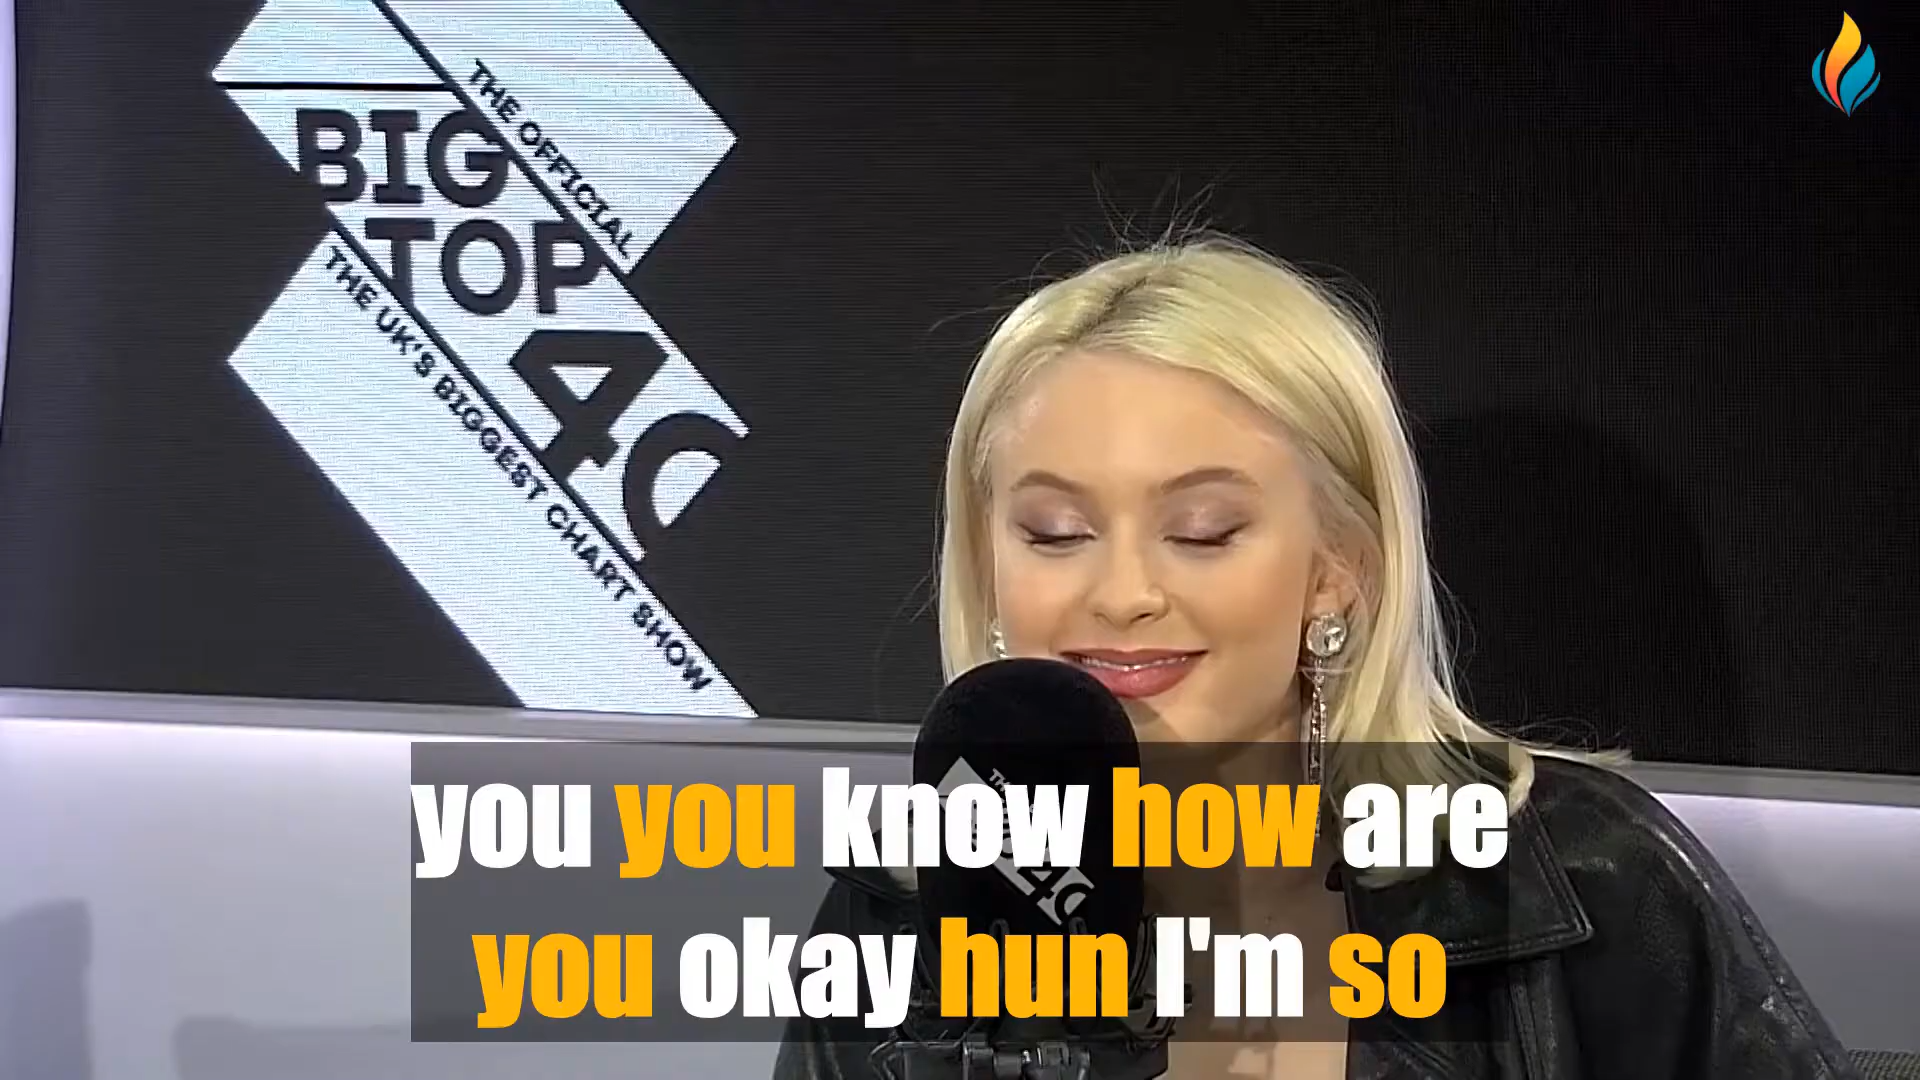 THE OFFICIAL
BIG
TOP
40
THE UK'S BIGGEST CHART SHOW
you you know how are
you okay hun I'm so
40